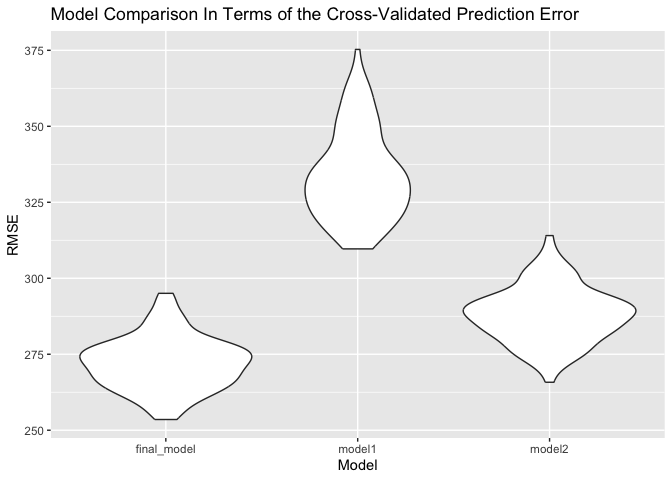 Model Comparison In Terms of the Cross-Validated Prediction Error
375
350
325
300
275
250
RMSE
final_model model1 model2
Model